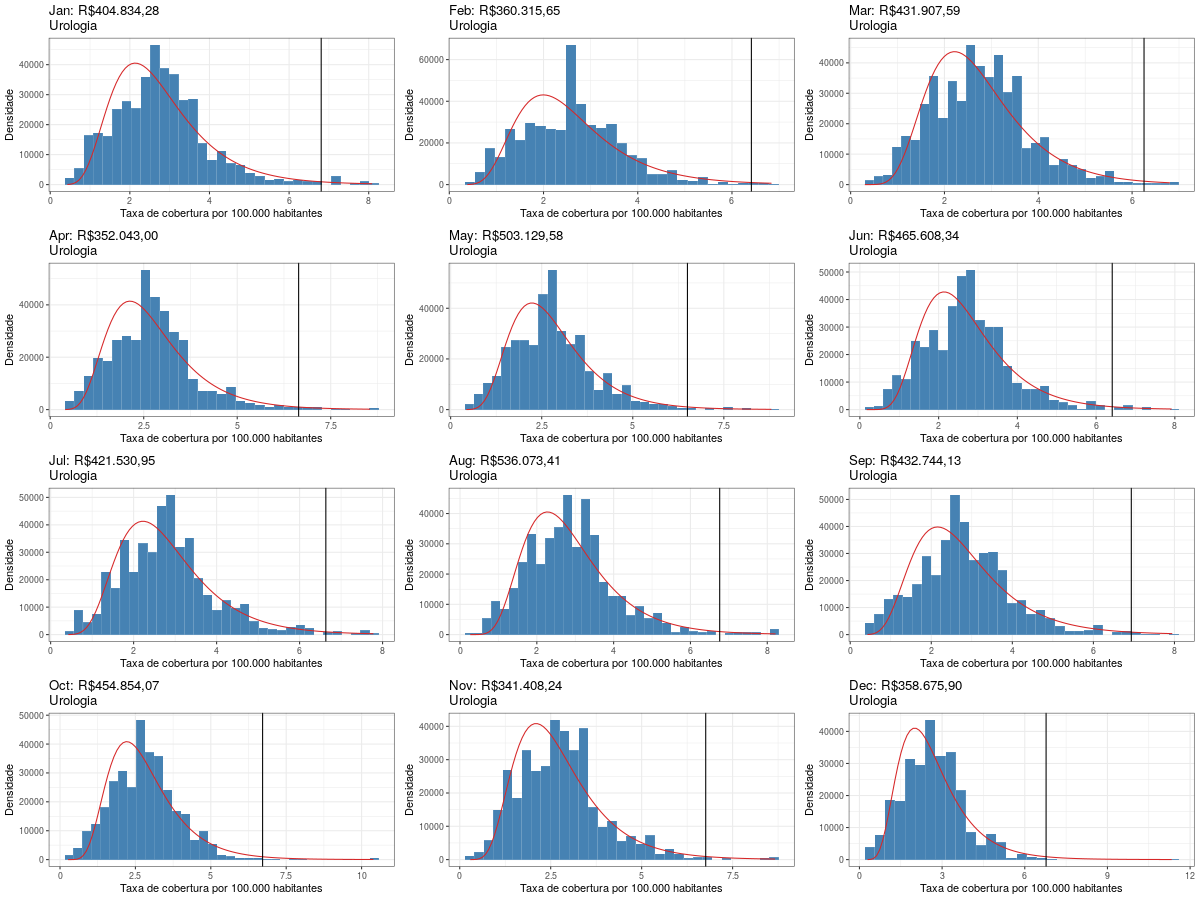 Jan: R$404.834,28
Urologia
Densidade
40000
30000
20000
10000
0
0 2 4 6 8
Taxa de cobertura por 100.000 habitantes
Feb: R$360.315,65
Urologia
Densidade
60000
40000
20000
0
0 2 4 6
Taxa de cobertura por 100.000 habitantes
Mar: R$431.907,59
Urologia
Densidade
40000
30000
20000
10000
0
0 2 4 6
Taxa de cobertura por 100.000 habitantes
Apr: R$352.043,00
Urologia
Densidade
40000
20000
0
0 2.5 5 7.5
Taxa de cobertura por 100.000 habitantes
May: R$503.129,58
Urologia
Densidade
40000
20000
0
0 2.5 5 7.5
Taxa de cobertura por 100.000 habitantes
Jun: R$465.608,34
Urologia
Densidade
50000
40000
30000
20000
10000
0
0 2 4 6 8
Taxa de cobertura por 100.000 habitantes
Jul: R$421.530,95
Urologia
Densidade
50000
40000
30000
20000
10000
0
0 2 4 6 8
Taxa de cobertura por 100.000 habitantes
Aug: R$536.073,41
Urologia
Densidade
40000
30000
20000
10000
0
0 2 4 6 8
Taxa de cobertura por 100.000 habitantes
Sep: R$432.744,13
Urologia
Densidade
50000
40000
30000
20000
10000
0
0 2 4 6 8
Taxa de cobertura por 100.000 habitantes
Oct: R$454.854,07
Urologia
Densidade
50000
40000
30000
20000
10000
0
0 2.5 5 7.5 10
Taxa de cobertura por 100.000 habitantes
Nov: R$341.408,24
Urologia
Densidade
40000
30000
20000
10000
0
0 2.5 5 7.5
Taxa de cobertura por 100.000 habitantes
Dec: R$358.675,90
Urologia
Densidade
40000
30000
20000
10000
0
0 3 6 9 12
Taxa de cobertura por 100.000 habitantes